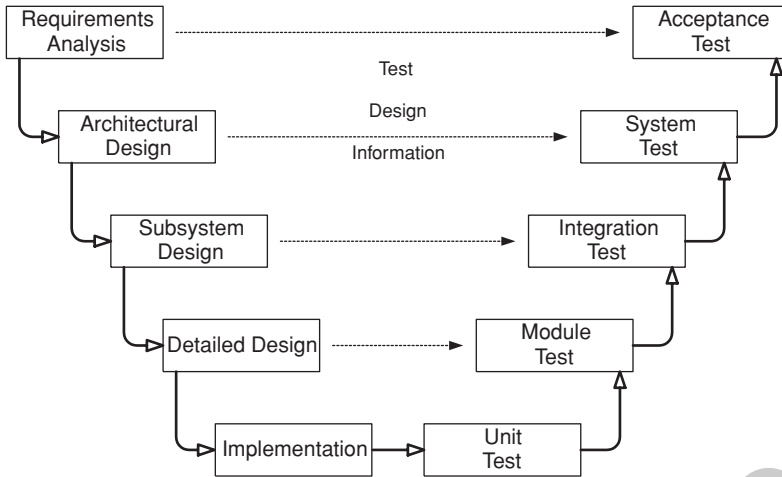 Requirements
Analysis
Acceptance
Test
Test
Design
Information
Architectural
Design
System
Test
Subsystem
Design
Integration
Test
Detailed Design
Module
Test
Implementation
Unit
Test